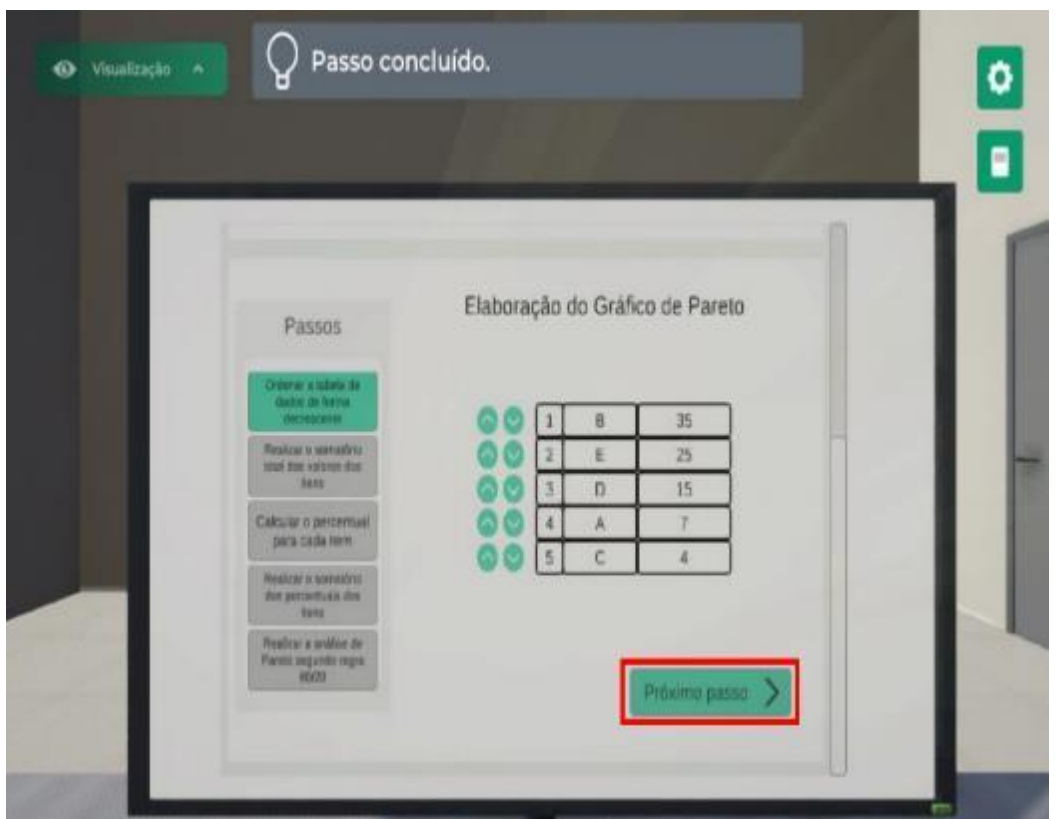 Visualização
Passo concluído.
Elaboração do Gráfico de Pareto
Passos
Ordenar a tabela de
dados de forma
decrescente
Realizar o somatório
total dos valores dos
itens
Calcular o percentual
para cada item
Realizar o somatório
dos percentuais dos
itens
Realizar a análise de
Pareto segundo regra
80/20
1 B 35
2 E 25
3 D 15
4 A 7
5 C 4
Próximo passo